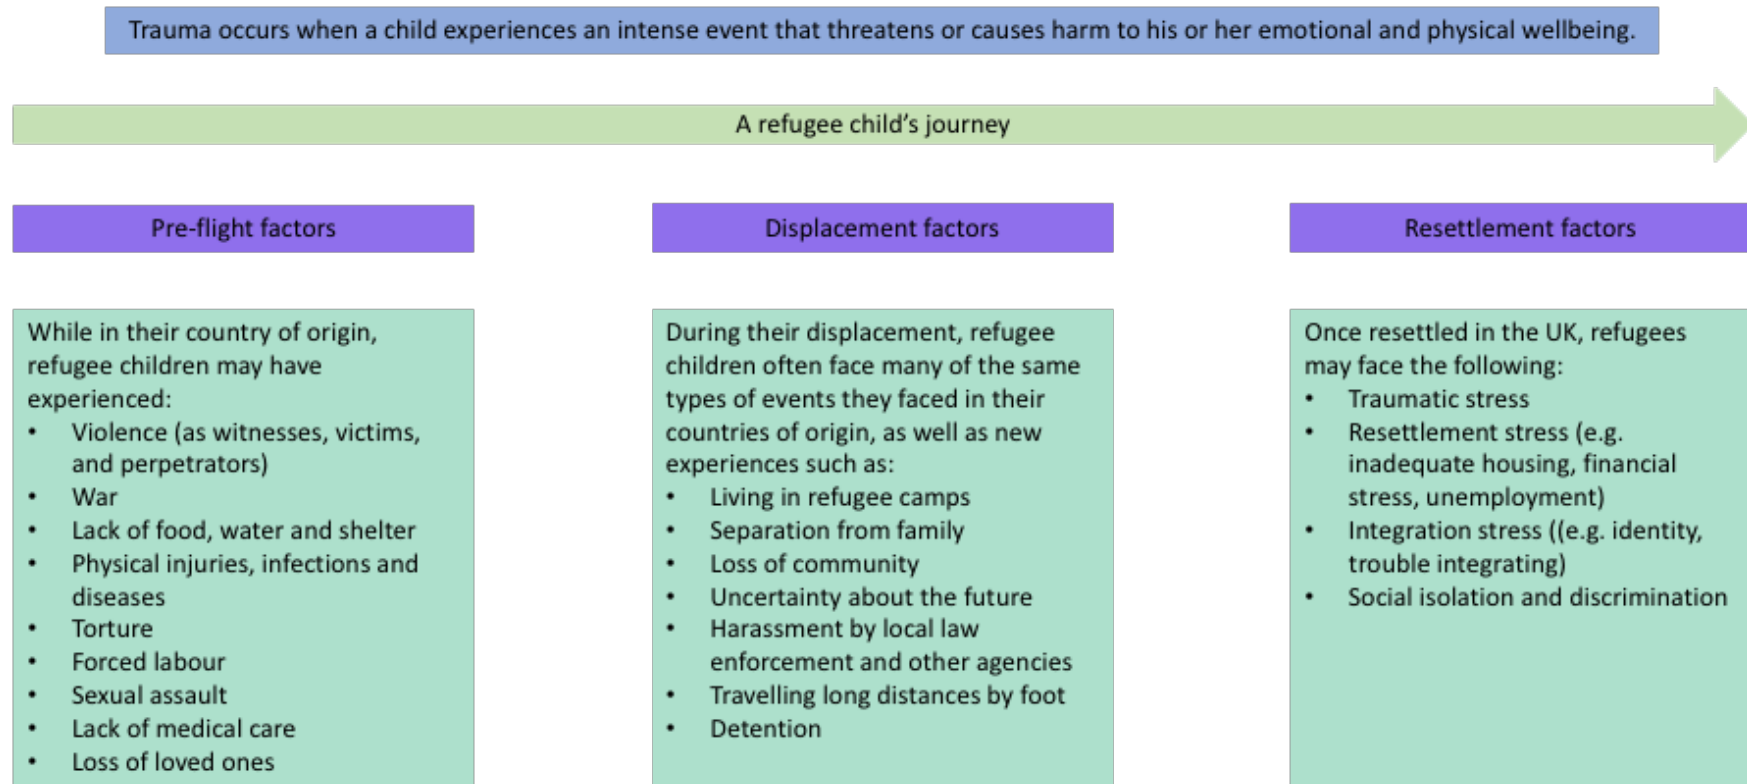 Trauma occurs when a child experiences an intense event that threatens or causes harm to his or her emotional and physical wellbeing.
A refugee child's journey
Pre-flight factors
While in their country of origin,
refugee children may have
experienced:
• Violence (as witnesses, victims,
and perpetrators)
• War
• Lack of food, water and shelter
• Physical injuries, infections and
diseases
• Torture
• Forced labour
• Sexual assault
• Lack of medical care
• Loss of loved ones
Displacement factors
During their displacement, refugee
children often face many of the same
types of events they faced in their
countries of origin, as well as new
experiences such as:
• Living in refugee camps
• Separation from family
• Loss of community
• Uncertainty about the future
• Harassment by local law
enforcement and other agencies
• Travelling long distances by foot
• Detention
Resettlement factors
Once resettled in the UK, refugees
may face the following:
• Traumatic stress
• Resettlement stress (e.g.
inadequate housing, financial
stress, unemployment)
• Integration stress ((e.g. identity,
trouble integrating)
• Social isolation and discrimination